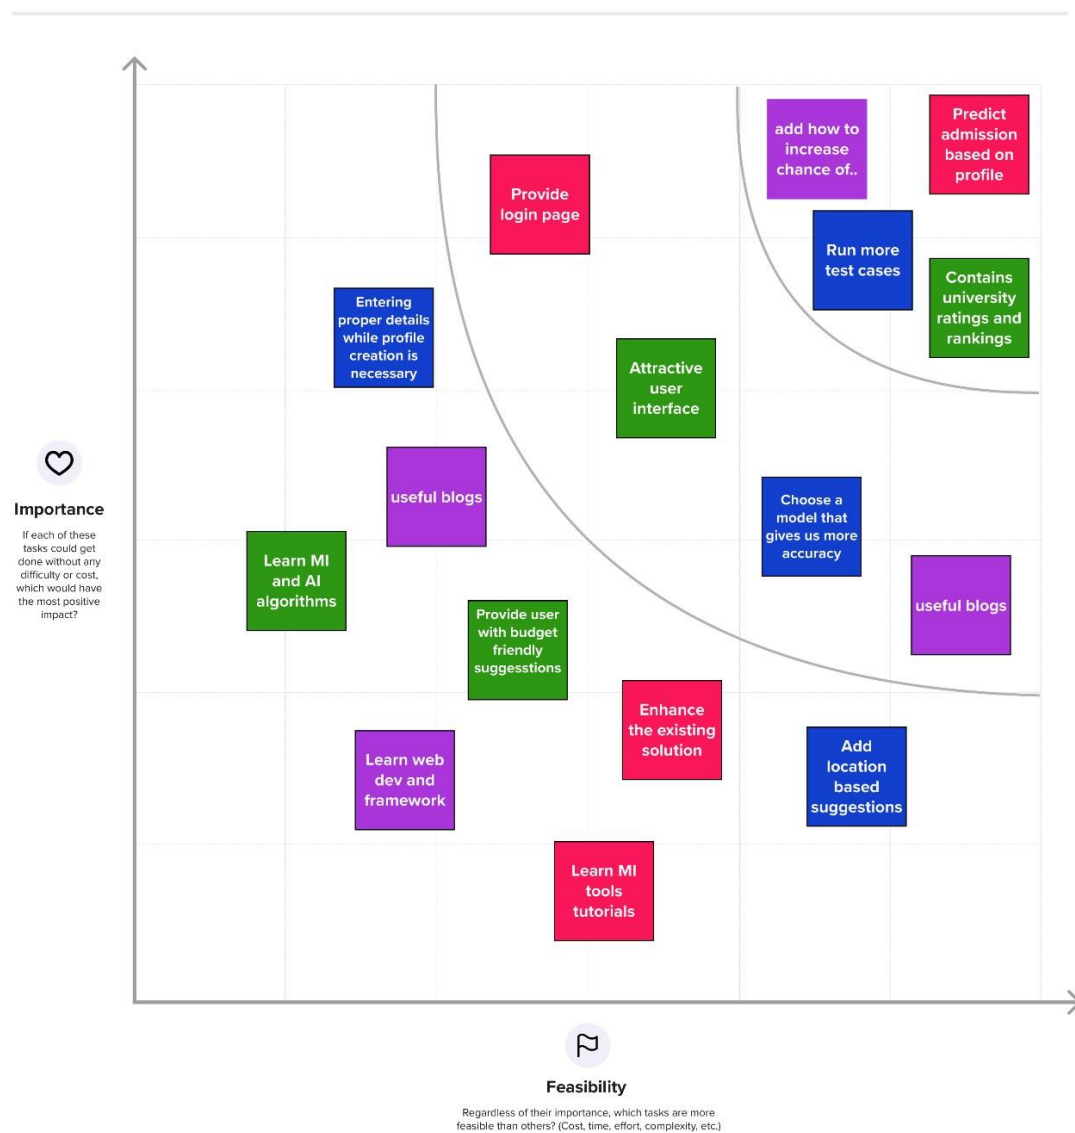 add how to
increase
chance of..
Predict
admission
based on
profile
Provide
login page
Run more
test cases
Contains
university
ratings and
rankings
Entering
proper details
while profile
creation is
necessary
Attractive
user
interface
useful blogs
Choose a
model that
gives us more
accuracy
Importance
If each of these
tasks could get
done without any
difficulty or cost,
which would have
the most positive
impact?
Learn MI
and AI
algorithms
useful blogs
Provide user
with budget
friendly
suggesstions
Enhance
the existing
solution
Learn web
dev and
framework
Add
location
based
suggestions
Learn MI
tools
tutorials
Feasibility
Regardless of their importance, which tasks are more
feasible than others? (Cost, time, effort, complexity, etc.)